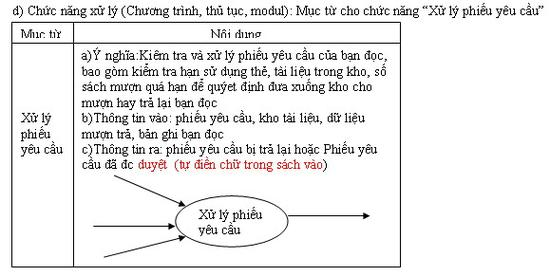 d) Chức năng xử lý (Chương trình, thủ tục, modul): Mục từ cho chức năng “Xử lý phiếu yêu cầu”
Mục từ
Nội dung
Xử lý
phiếu
yêu cầu
a)Ý nghĩa:Kiêm tra và xử lý phiếu yêu cầu của bạn đọc,
bao gồm kiểm tra hạn sử dụng thẻ, tài liệu trong kho, số
sách mượn quá hạn để quyét định đưa xuống kho cho
mượn hay trả lại bạn đọc
b)Thông tin vào: phiếu yêu cầu, kho tài liệu, dữ liệu
mượn trả, bản ghi bạn đọc
c)Thông tin ra: phiếu yêu cầu bị trả lại hoặc Phiếu yêu
cầu đã đc duyệt (tự điền chữ trong sách vào)
Xử lý phiếu
yêu cầu